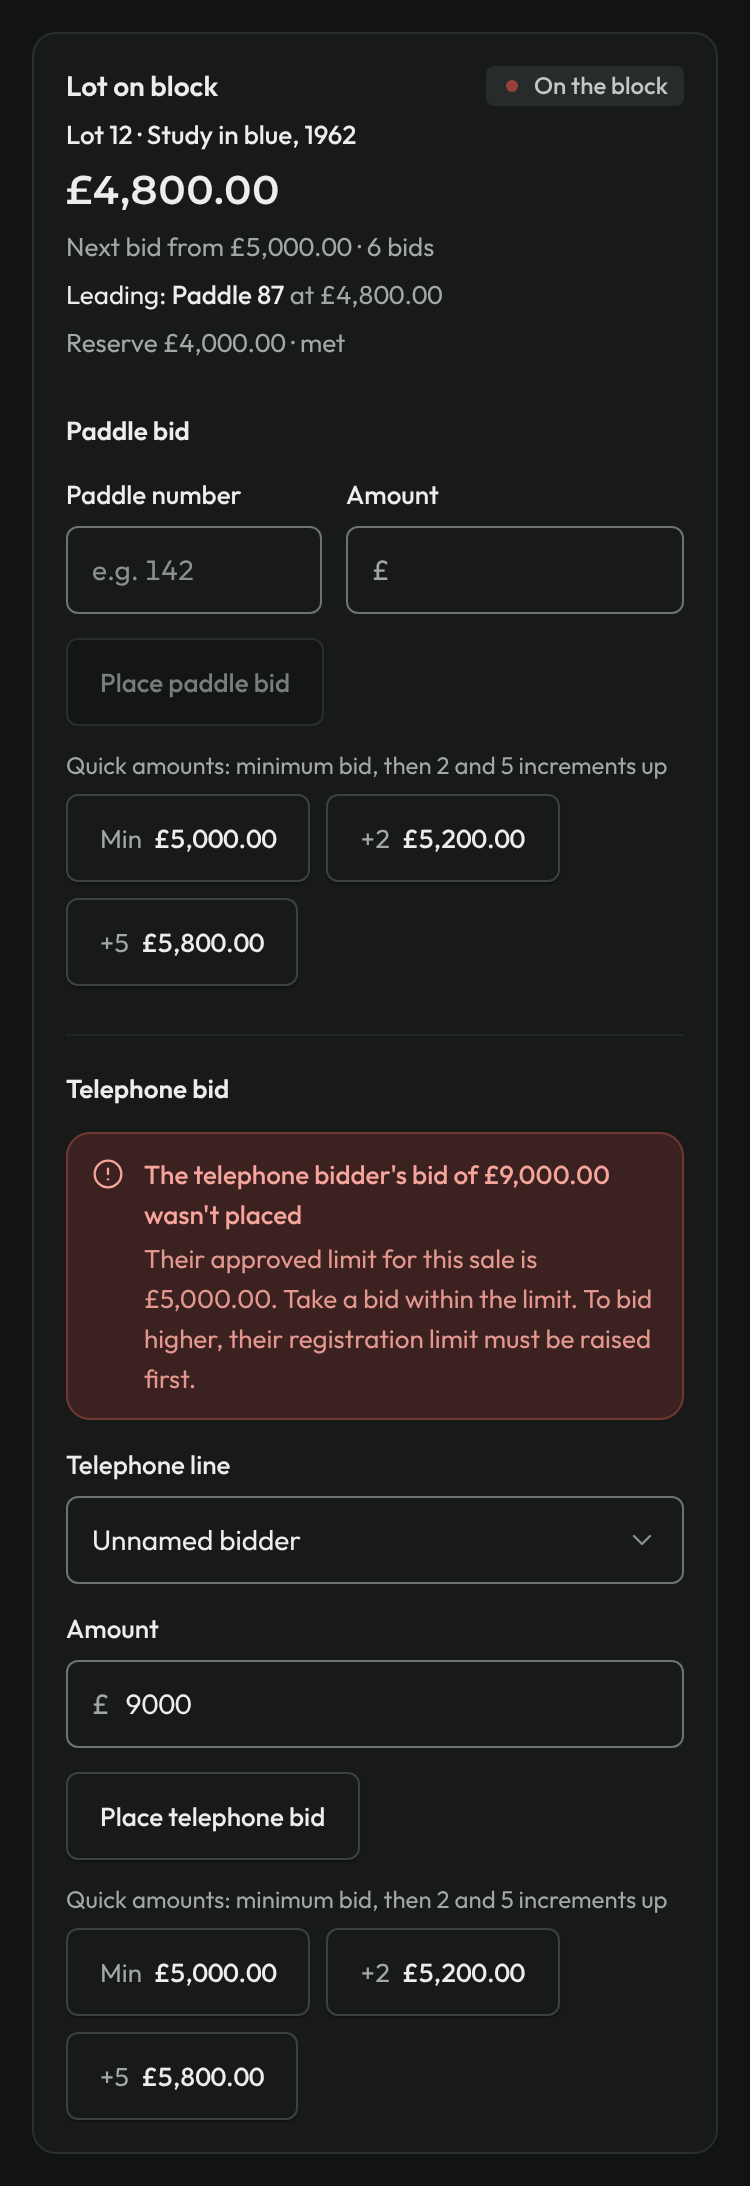 Lot on block
On the block
Lot 12 · Study in blue, 1962
£4,800.00
Next bid from £5,000.00 · 6 bids
Leading: Paddle 87 at £4,800.00
Reserve £4,000.00 · met
Paddle bid
Paddle number
Amount
e.g. 142
£
Place paddle bid
Quick amounts: minimum bid, then 2 and 5 increments up
Min £5,000.00
+2 £5,200.00
+5 £5,800.00
Telephone bid
The telephone bidder's bid of £9,000.00
wasn't placed
Their approved limit for this sale is
£5,000.00. Take a bid within the limit. To bid
higher, their registration limit must be raised
first.
Telephone line
Unnamed bidder
Amount
£ 9000
Place telephone bid
Quick amounts: minimum bid, then 2 and 5 increments up
Min £5,000.00
+2 £5,200.00
+5 £5,800.00